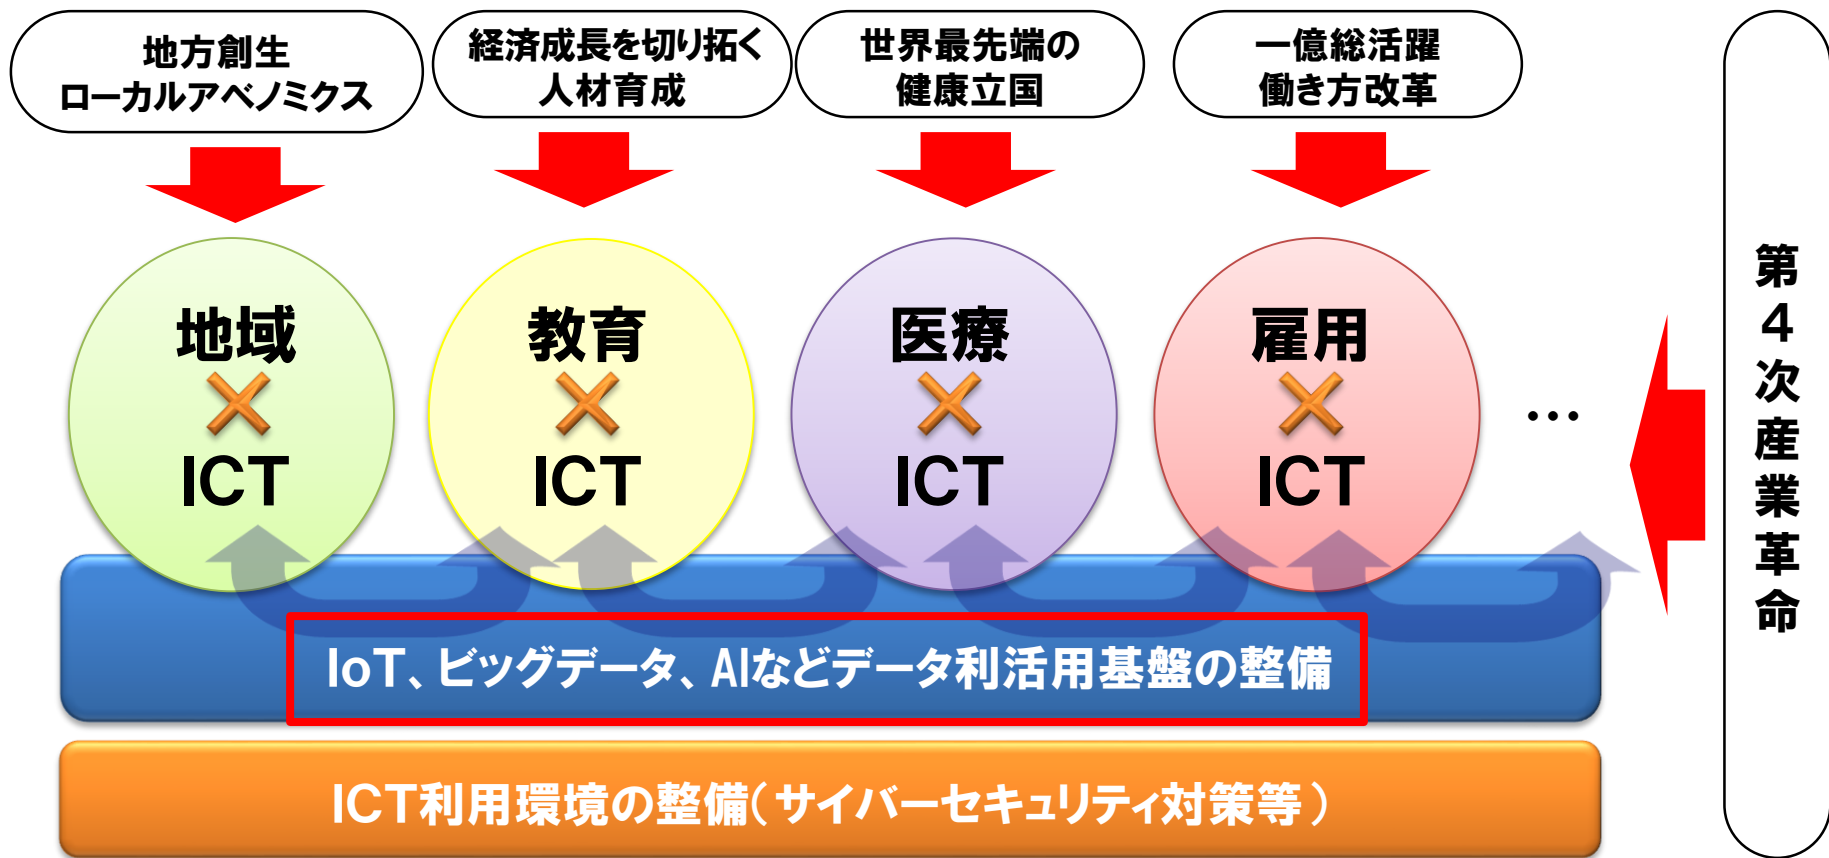 地方創生
ローカルアベノミクス
経済成長を切り拓く
人材育成
世界最先端の
健康立国
一億総活躍
働き方改革
地域
ICT
教育
ICT
医療
ICT
雇用
ICT
…
第4次産業革命
IoT、ビッグデータ、AIなどデータ利活用基盤の整備
ICT利用環境の整備(サイバーセキュリティ対策等)